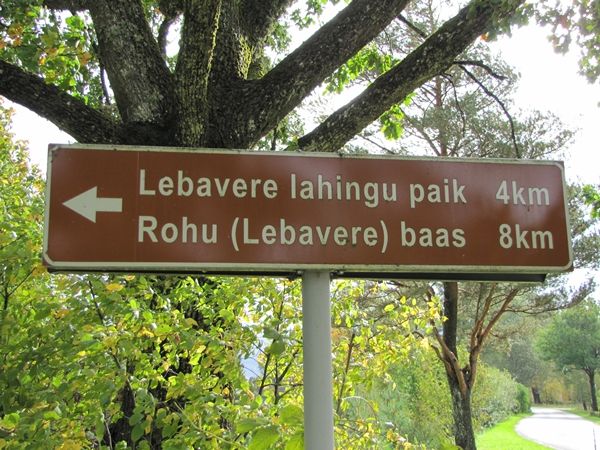 Lebavere lahingu paik 4km
Rohu (Lebavere) baas 8km